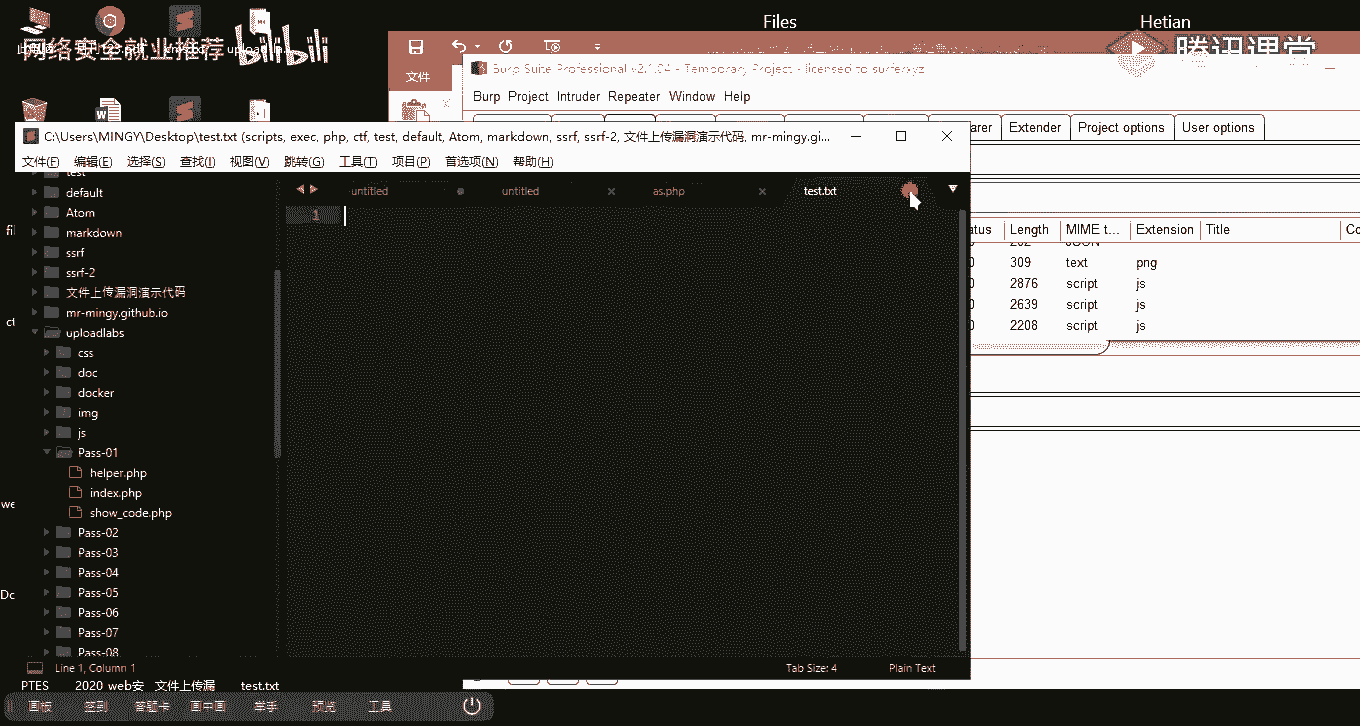 Files
Hetian
网络安全就业推荐
bilibili
腾讯课堂
文件
Burp Suite Professional v2.1.04 - Temporary Project - licensed to surferxyz
Burp Project Intruder Repeater Window Help
Extender Project options User options
C:\Users\MINGY\Desktop\test.txt (scripts, exec, php, ctf, test, default, Atom, markdown, ssrf, ssrf-2, 文件上传漏洞演示代码, mr-mingy.gi...
文件(F) 编辑(E) 选择(S) 查找(I) 视图(V) 跳转(G) 工具(T) 项目(P) 首选项(N) 帮助(H)
test
untitled
untitled
as.php
test.txt
1
default
Atom
markdown
ssrf
ssrf-2
文件上传漏洞演示代码
mr-mingy.github.io
uploadlabs
css
doc
docker
img
js
Pass-01
helper.php
index.php
show_code.php
Pass-02
Pass-03
Pass-04
Pass-05
Pass-06
Pass-07
Pass-08
Length MIME t... Extension Title
309 text png
2876 script js
2639 script js
2208 script js
Line 1, Column 1
Tab Size: 4
Plain Text
PTES
2020 web安
文件上传漏
test.txt
画板 签到 答题卡 画中画 举手 预览 工具